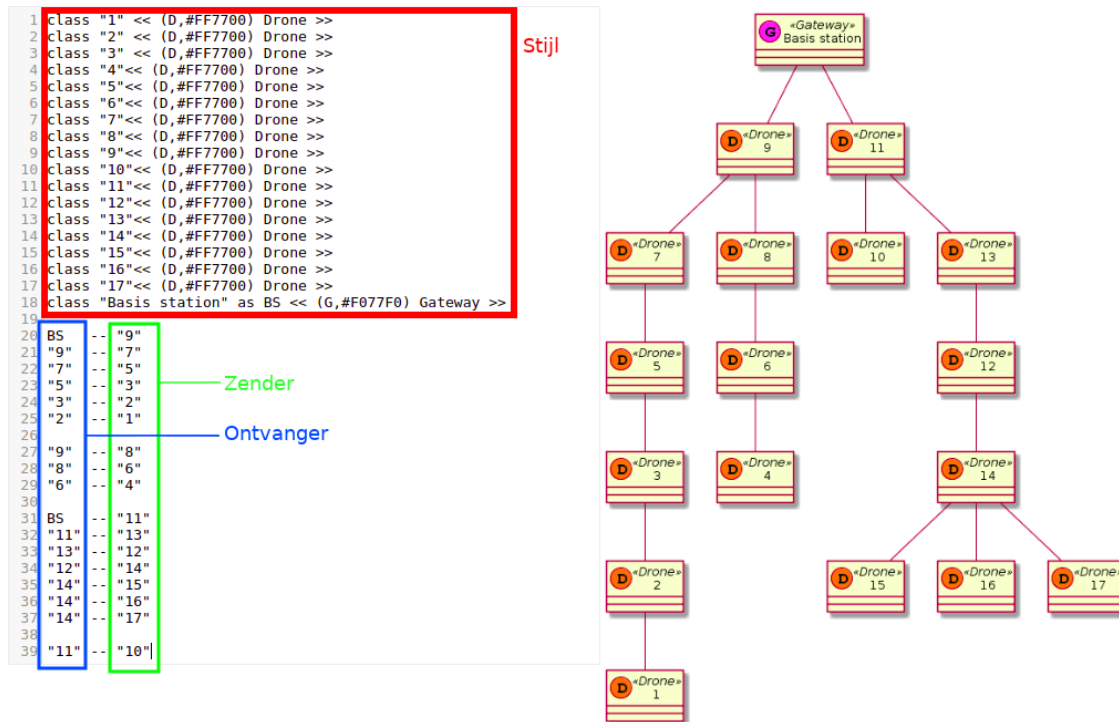 1 class "1" << (D,#FF7700) Drone >>
2 class "2" << (D,#FF7700) Drone >>
3 class "3" << (D,#FF7700) Drone >>
4 class "4"<< (D,#FF7700) Drone >>
5 class "5"<< (D,#FF7700) Drone >>
6 class "6"<< (D,#FF7700) Drone >>
7 class "7"<< (D,#FF7700) Drone >>
8 class "8"<< (D,#FF7700) Drone >>
9 class "9"<< (D,#FF7700) Drone >>
10 class "10"<< (D,#FF7700) Drone >>
11 class "11"<< (D,#FF7700) Drone >>
12 class "12"<< (D,#FF7700) Drone >>
13 class "13"<< (D,#FF7700) Drone >>
14 class "14"<< (D,#FF7700) Drone >>
15 class "15"<< (D,#FF7700) Drone >>
16 class "16"<< (D,#FF7700) Drone >>
17 class "17"<< (D,#FF7700) Drone >>
18 class "Basis station" as BS << (G,#F077F0) Gateway >>
19
20 BS -- "9"
21 "9" -- "7"
22 "7" -- "5"
23 "5" -- "3"
24 "3" -- "2"
25 "2" -- "1"
26
27 "9" -- "8"
28 "8" -- "6"
29 "6" -- "4"
30
31 BS -- "11"
32 "11" -- "13"
33 "13" -- "12"
34 "12" -- "14"
35 "14" -- "15"
36 "14" -- "16"
37 "14" -- "17"
38
39 "11" -- "10"
Stijl
Zender
Ontvanger
G «Gateway»
Basis station
D «Drone»
9
D «Drone»
11
D «Drone»
7
D «Drone»
8
D «Drone»
10
D «Drone»
13
D «Drone»
5
D «Drone»
6
D «Drone»
12
D «Drone»
3
D «Drone»
4
D «Drone»
14
D «Drone»
2
D «Drone»
15
D «Drone»
16
D «Drone»
17
D «Drone»
1